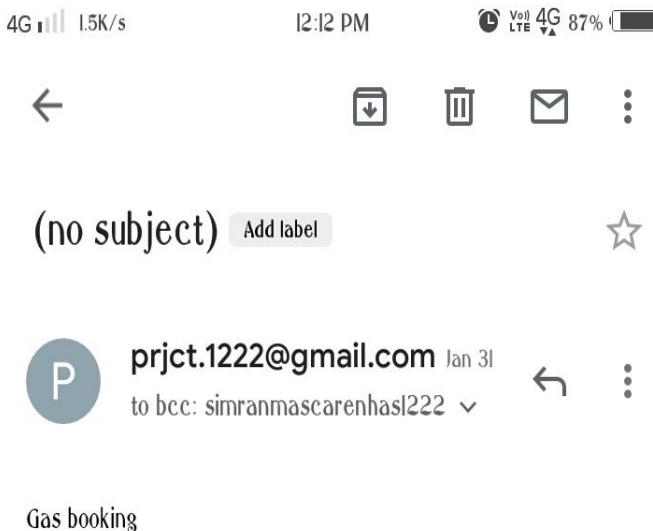 4G 1.5K/s 12:12 PM Vo)) LTE 4G 87%
(no subject) Add label
P prjct.1222@gmail.com Jan 31
to bcc: simranmascarenhas1222
Gas booking